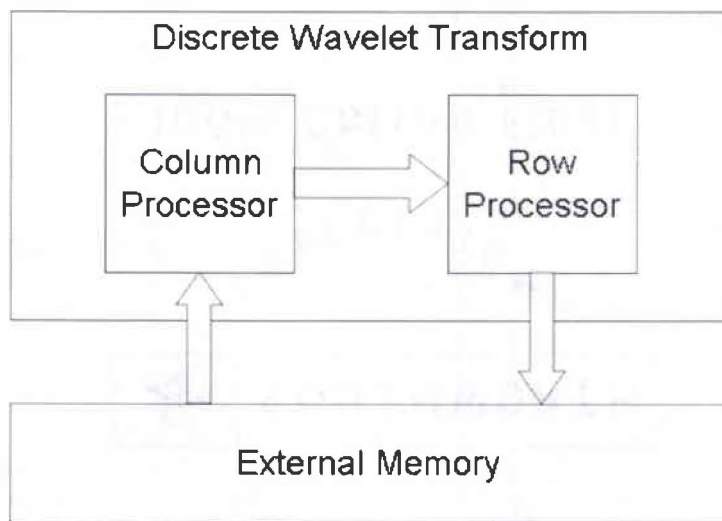 Discrete Wavelet Transform
Column
Processor
Row
Processor
External Memory